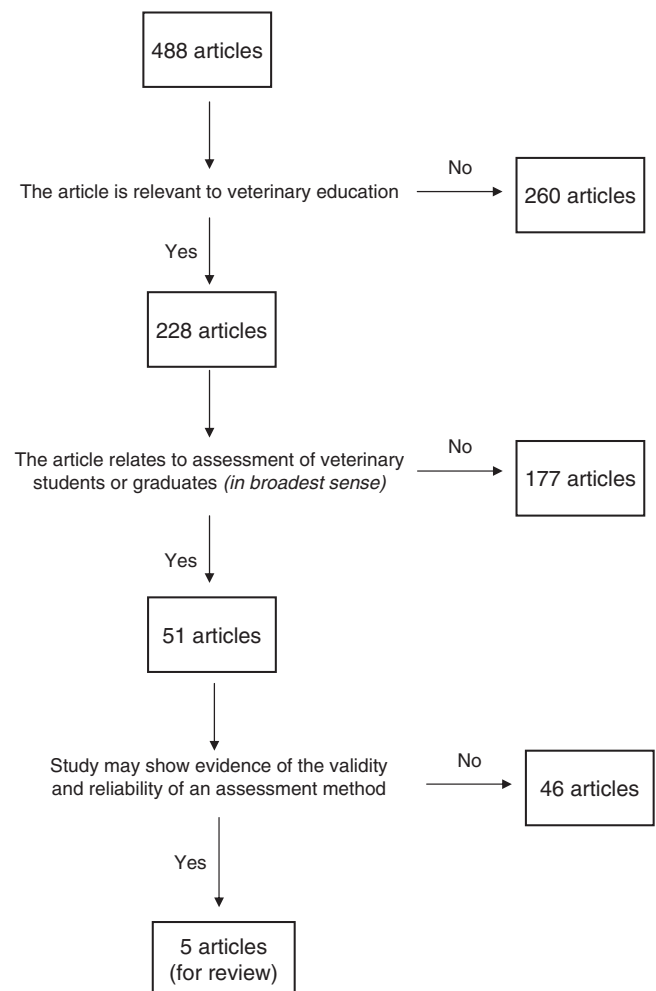 488 articles
The article is relevant to veterinary education
No
260 articles
Yes
228 articles
The article relates to assessment of veterinary
students or graduates (in broadest sense)
No
177 articles
Yes
51 articles
Study may show evidence of the validity
and reliability of an assessment method
No
46 articles
Yes
5 articles
(for review)